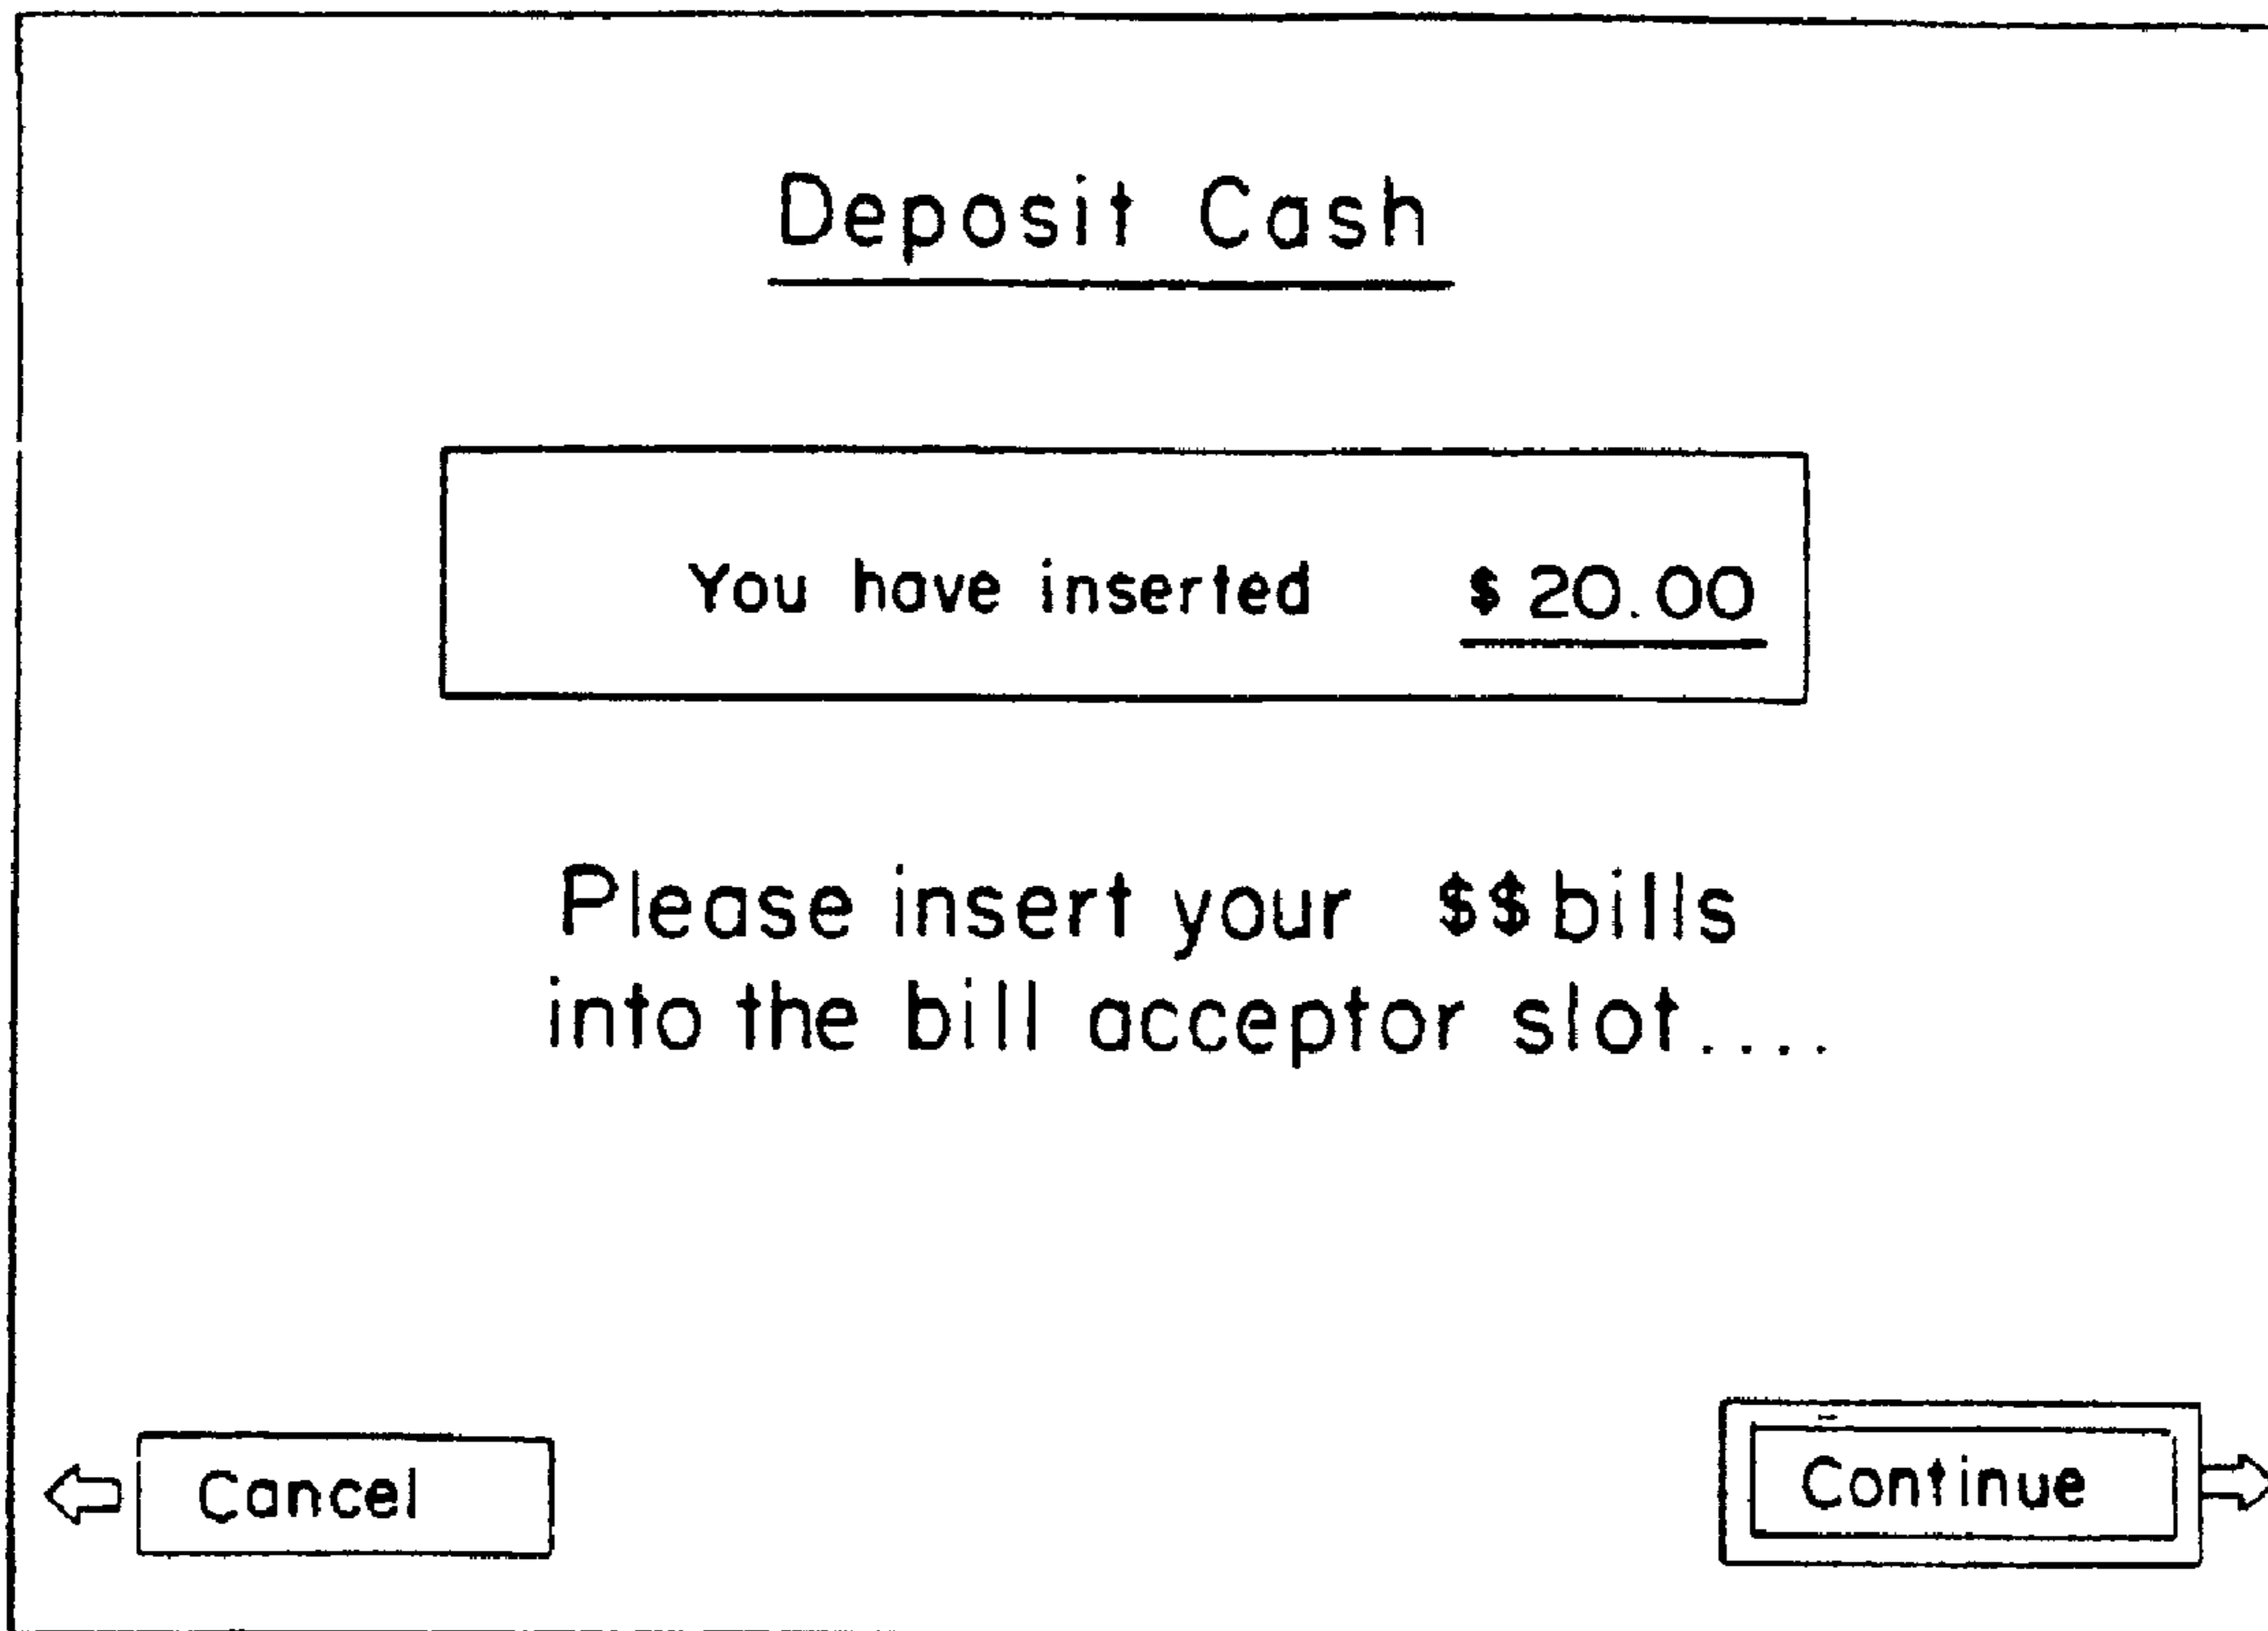 Deposit Cash
You have inserted $ 20.00
Please insert your $$ bills
into the bill acceptor slot....
Cancel
Continue